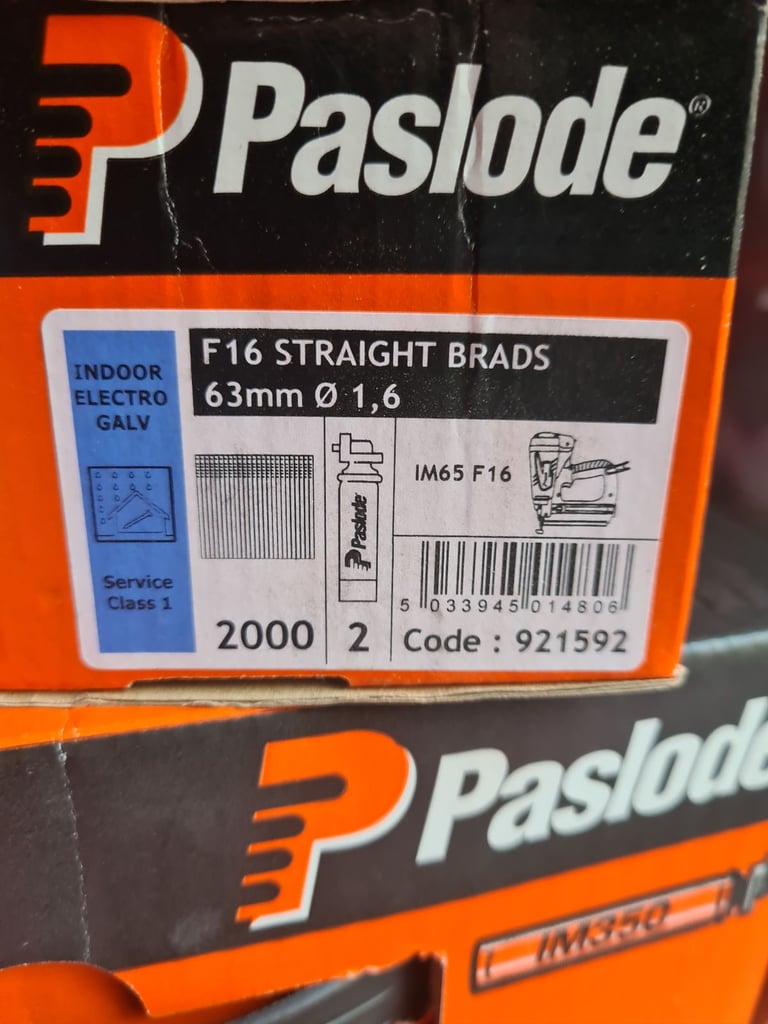 Paslode®
INDOOR
ELECTRO
GALV
Service
Class 1
F16 STRAIGHT BRADS
63mm Ø 1,6
2000
Paslode
2
IM65 F16
5 033945 014806
Code : 921592
Paslode
IM350